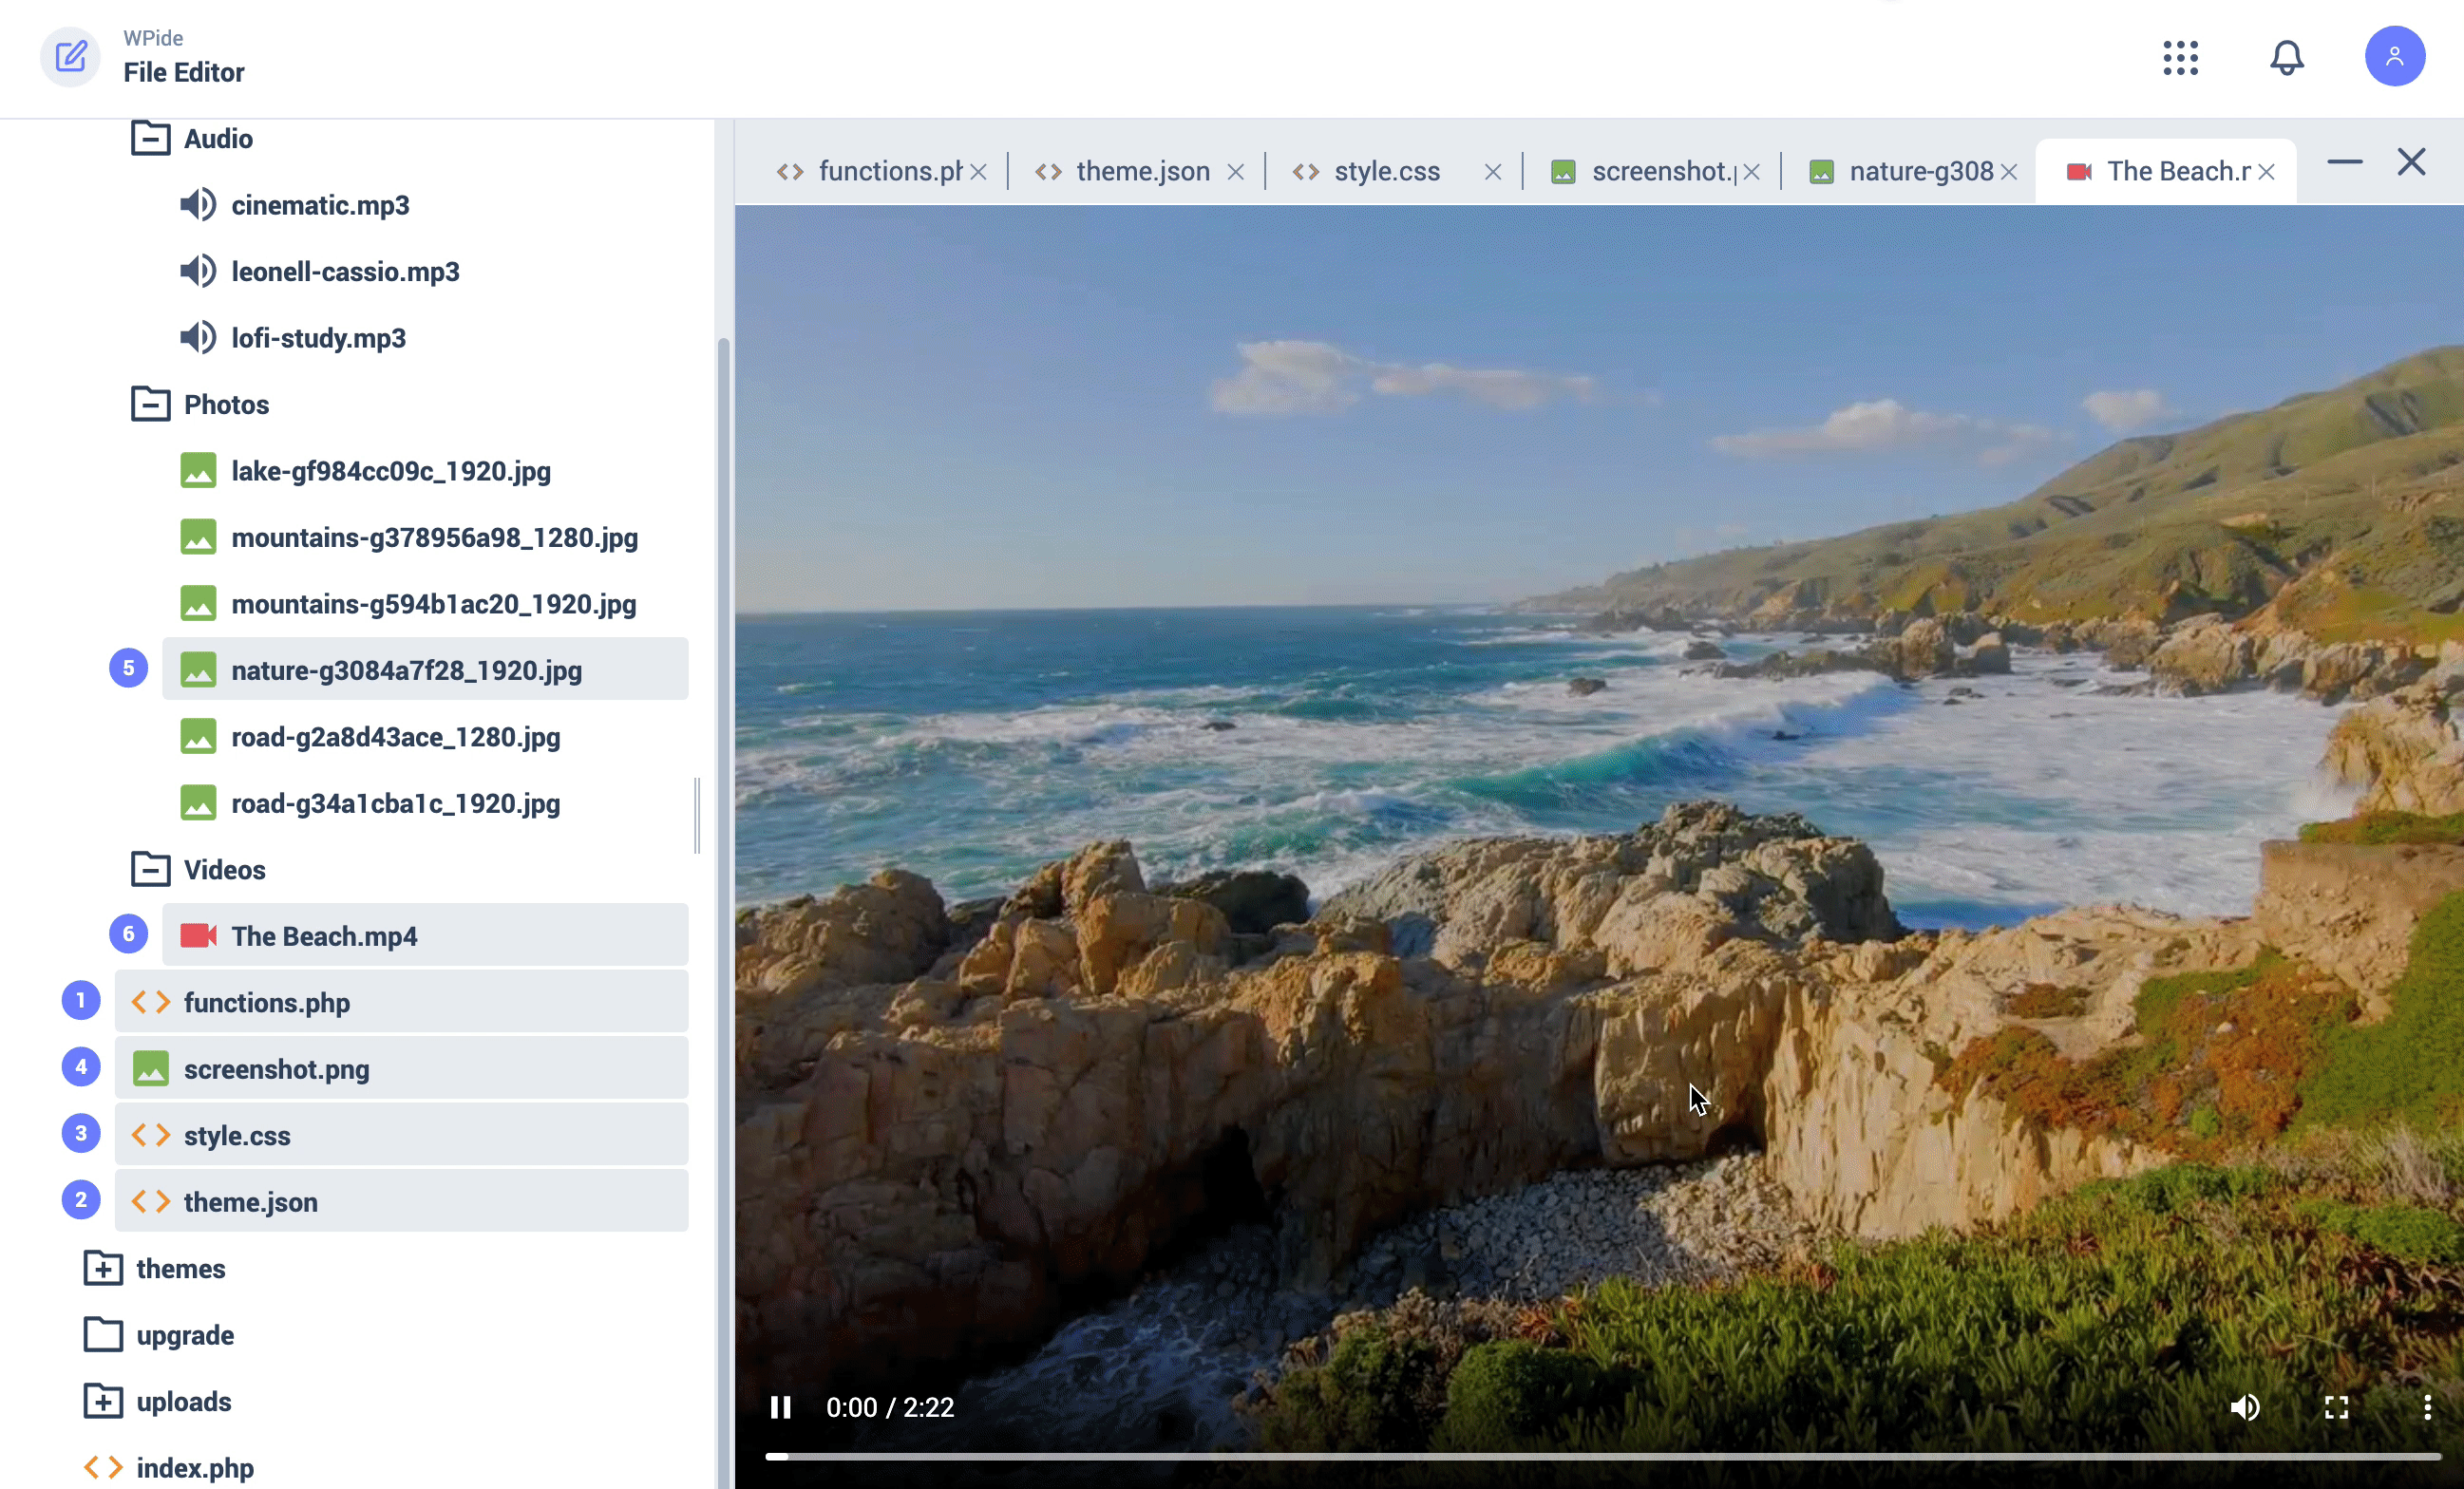 WPide
File Editor
Audio
cinematic.mp3
leonell-cassio.mp3
lofi-study.mp3
Photos
lake-gf984cc09c_1920.jpg
mountains-g378956a98_1280.jpg
mountains-g594b1ac20_1920.jpg
5 nature-g3084a7f28_1920.jpg
road-g2a8d43ace_1280.jpg
road-g34a1cba1c_1920.jpg
Videos
6 The Beach.mp4
1 functions.php
4 screenshot.png
3 style.css
2 theme.json
themes
upgrade
uploads
index.php
functions.ph theme.json style.css screenshot. nature-g308 The Beach.
0:00 / 2:22